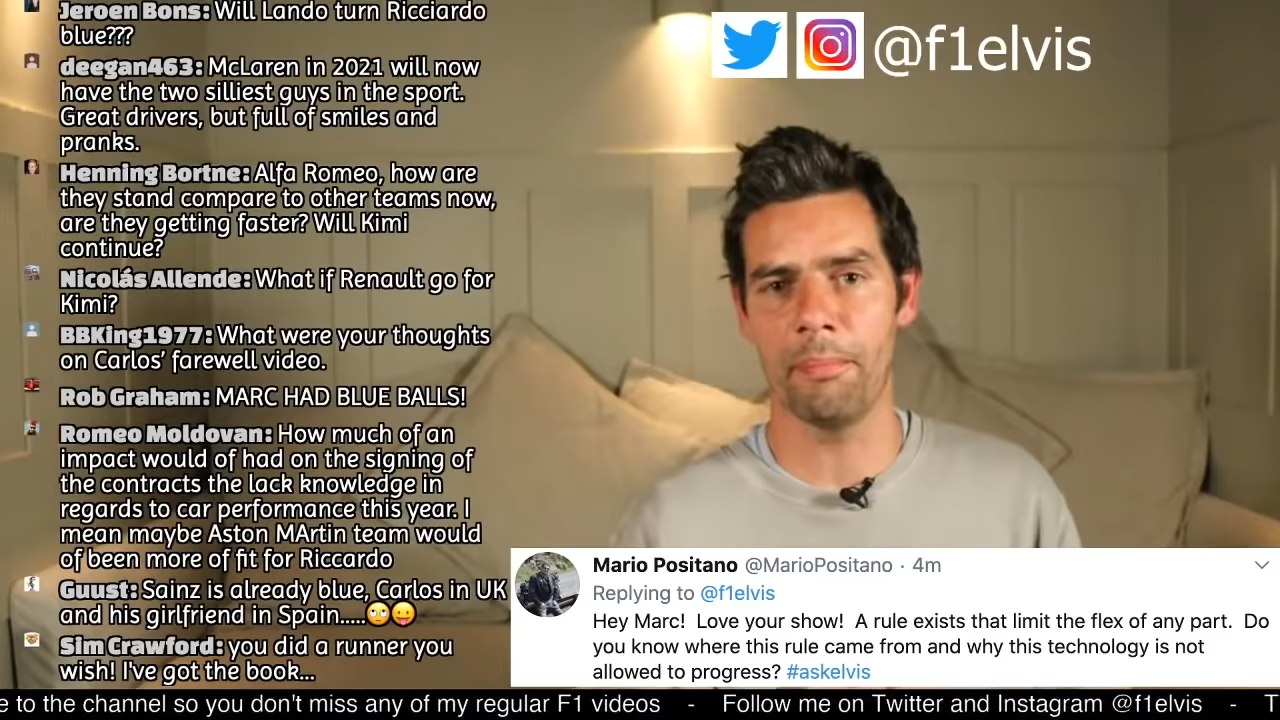 Jeroen Bons: Will Lando turn Ricciardo
blue???
deegan463: McLaren in 2021 will now
have the two silliest guys in the sport.
Great drivers, but full of smiles and
pranks.
Henning Bortne: Alfa Romeo, how are
they stand compare to other teams now,
are they getting faster? Will Kimi
continue?
Nicolás Allende: What if Renault go for
Kimi?
BBKing1977: What were your thoughts
on Carlos’ farewell video.
Rob Graham: MARC HAD BLUE BALLS!
Romeo Moldovan: How much of an
impact would of had on the signing of
the contracts the lack knowledge in
regards to car performance this year. I
mean maybe Aston MArtin team would
of been more of fit for Riccardo
Guust: Sainz is already blue, Carlos in UK
and his girlfriend in Spain.....🙄😛
Sim Crawford: you did a runner you
wish! I've got the book...
@f1elvis
Mario Positano @MarioPositano · 4m
Replying to @f1elvis
Hey Marc! Love your show! A rule exists that limit the flex of any part. Do
you know where this rule came from and why this technology is not
allowed to progress? #askelvis
e to the channel so you don't miss any of my regular F1 videos - Follow me on Twitter and Instagram @f1elvis - T